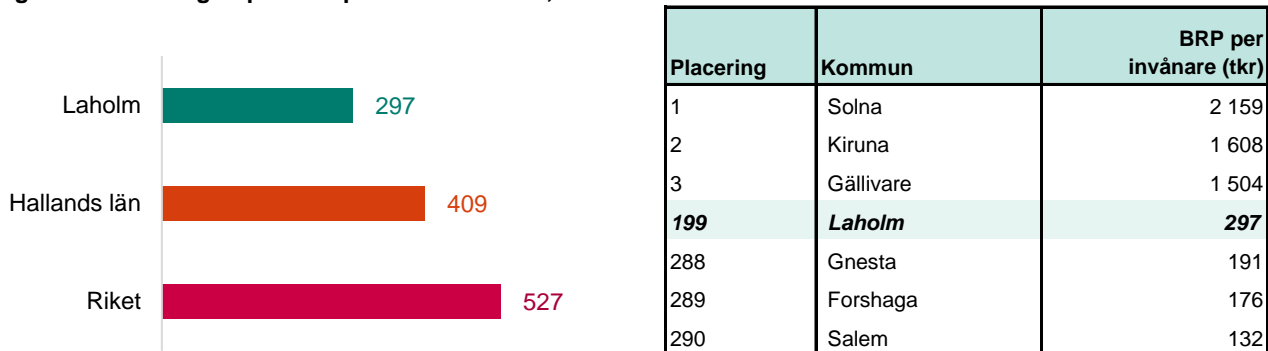 Laholm 297
Hallands län 409
Riket 527
Placering Kommun BRP per invånare (tkr)
1 Solna 2 159
2 Kiruna 1 608
3 Gällivare 1 504
199 Laholm 297
288 Gnesta 191
289 Forshaga 176
290 Salem 132